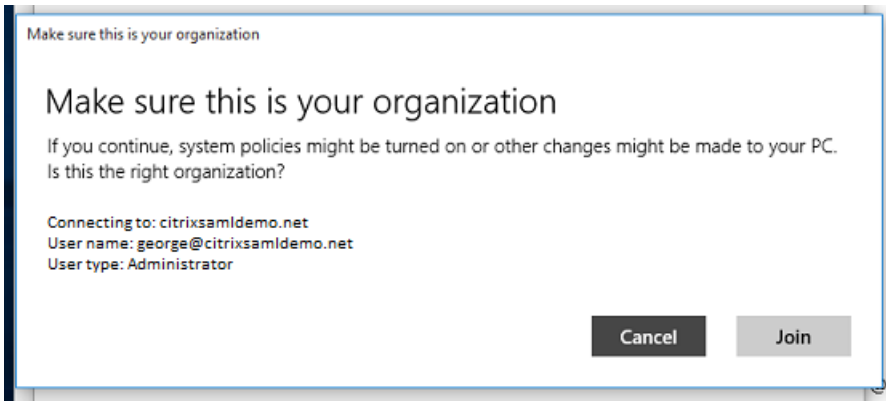 Make sure this is your organization
Make sure this is your organization
If you continue, system policies might be turned on or other changes might be made to your PC.
Is this the right organization?
Connecting to: citrixsamldemo.net
User name: george@citrixsamldemo.net
User type: Administrator
Cancel Join
@